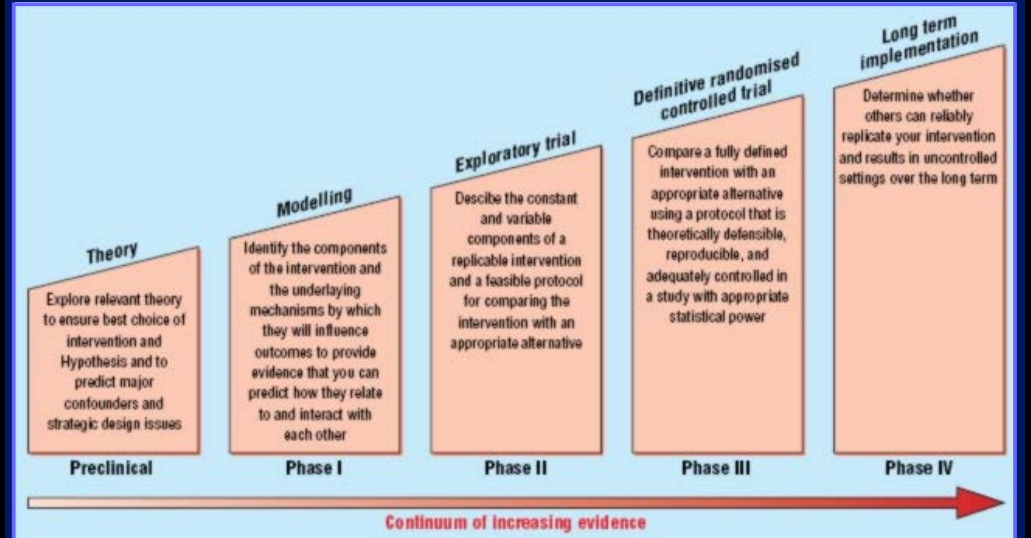 Theory
Explore relevant theory
to ensure best choice of
intervention and
Hypothesis and to
predict major
confounders and
strategic design issues
Preclinical
Modelling
Identify the components
of the intervention and
the underlaying
mechanisms by which
they will influence
outcomes to provide
evidence that you can
predict how they relate
to and interact with
each other
Phase I
Exploratory trial
Descibe the constant
and variable
components of a
replicable intervention
and a feasible protocol
for comparing the
intervention with an
appropriate alternative
Phase II
Definitive randomised
controlled trial
Compare a fully defined
intervention with an
appropriate alternative
using a protocol that is
theoretically defensible,
reproducible, and
adequately controlled in
a study with appropriate
statistical power
Phase III
Long term
implementation
Determine whether
others can reliably
replicate your intervention
and results in uncontrolled
settings over the long term
Phase IV
Continuum of increasing evidence